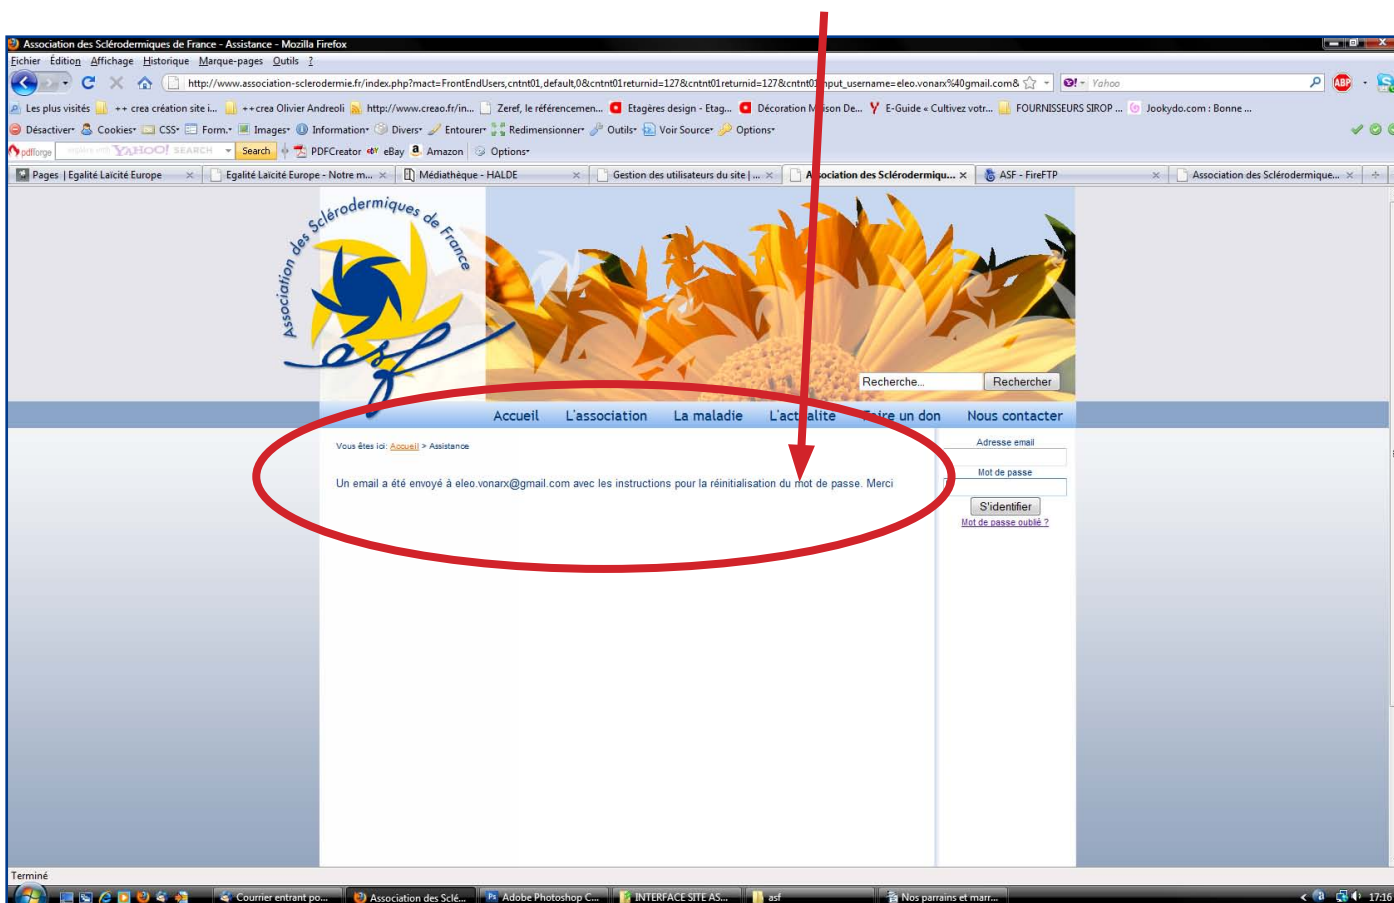 Association des Sclérodermiques de France - Assistance - Mozilla Firefox
Fichier Édition Affichage Historique Marque-pages Outils ?
http://www.association-sclerodermie.fr/index.php?mact=FrontEndUsers,cntnt01,default,0&cntnt01returnid=127&cntnt01returnid=127&cntnt01input_username=eleo.vonarx%40gmail.com& Yahoo ABP
Les plus visités ++ crea création site i... ++crea Olivier Andreoli http://www.creao.fr/in... Zeref, le référencemen... Etagères design - Etag... Décoration Maison De... E-Guide « Cultivez votr... FOURNISSEURS SIROP ... Jookydo.com : Bonne ...
Désactiver Cookies CSS Form. Images Information Divers Entourer Redimensionner Outils Voir Source Options
pdfforge YAHOO! SEARCH Search PDFCreator eBay Amazon Options
Pages | Egalité Laïcité Europe Egalité Laïcité Europe - Notre m... Médiathèque - HALDE Gestion des utilisateurs du site | ... Association des Sclérodermiqu... ASF - FireFTP Association des Sclérodermique...
Association des Sclérodermiques de France
asf
Recherche... Rechercher
Accueil L'association La maladie L'actualité Faire un don Nous contacter
Vous êtes ici: Accueil > Assistance
Adresse email
Mot de passe
Un email a été envoyé à eleo.vonarx@gmail.com avec les instructions pour la réinitialisation du mot de passe. Merci
S'identifier
Mot de passe oublié ?
Terminé
Courrier entrant po... Association des Sclé... Adobe Photoshop C... INTERFACE SITE AS... asf Nos parrains et marr... 17:16